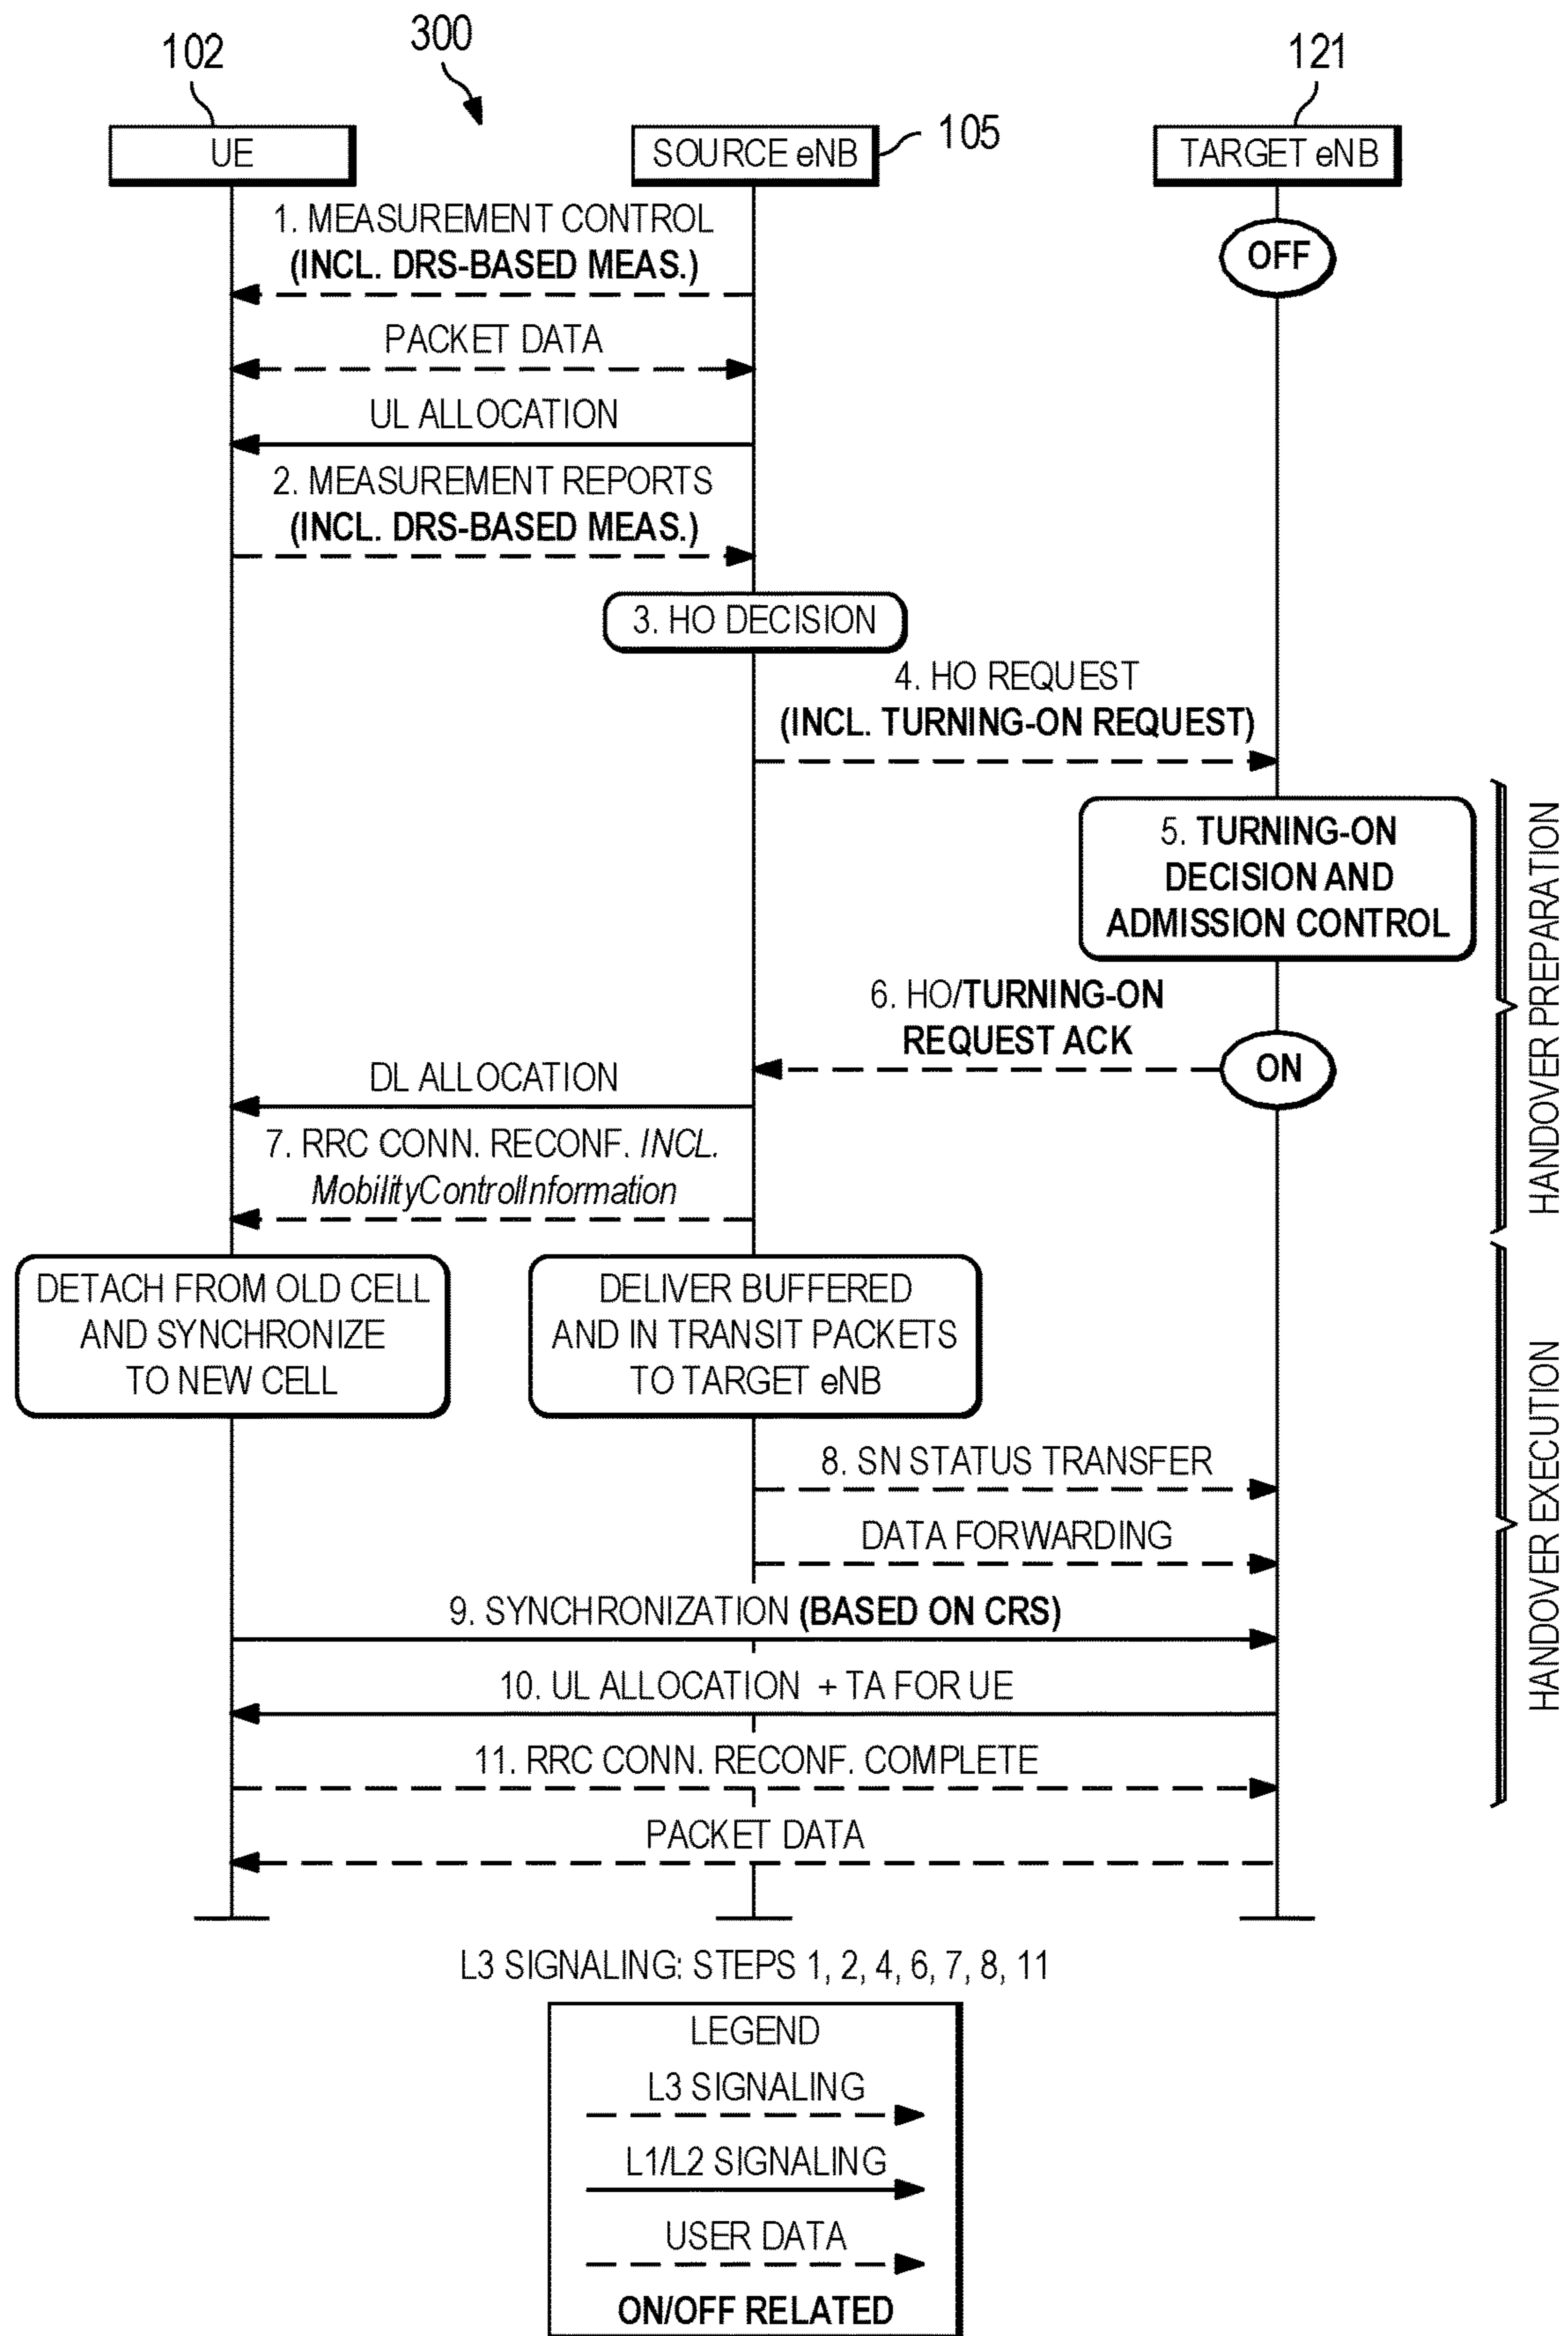 300
102
121
105
UE
SOURCE eNB
TARGET eNB
1. MEASUREMENT CONTROL
(INCL. DRS-BASED MEAS.)
OFF
PACKET DATA
UL ALLOCATION
2. MEASUREMENT REPORTS
(INCL. DRS-BASED MEAS.)
3. HO DECISION
4. HO REQUEST
(INCL. TURNING-ON REQUEST)
5. TURNING-ON
DECISION AND
ADMISSION CONTROL
HANDOVER PREPARATION
6. HO/TURNING-ON
REQUEST ACK
ON
DL ALLOCATION
7. RRC CONN. RECONF. INCL.
MobilityControlInformation
DETACH FROM OLD CELL
AND SYNCHRONIZE
TO NEW CELL
DELIVER BUFFERED
AND IN TRANSIT PACKETS
TO TARGET eNB
HANDOVER EXECUTION
8. SN STATUS TRANSFER
DATA FORWARDING
9. SYNCHRONIZATION (BASED ON CRS)
10. UL ALLOCATION + TA FOR UE
11. RRC CONN. RECONF. COMPLETE
PACKET DATA
L3 SIGNALING: STEPS 1, 2, 4, 6, 7, 8, 11
LEGEND
L3 SIGNALING
L1/L2 SIGNALING
USER DATA
ON/OFF RELATED